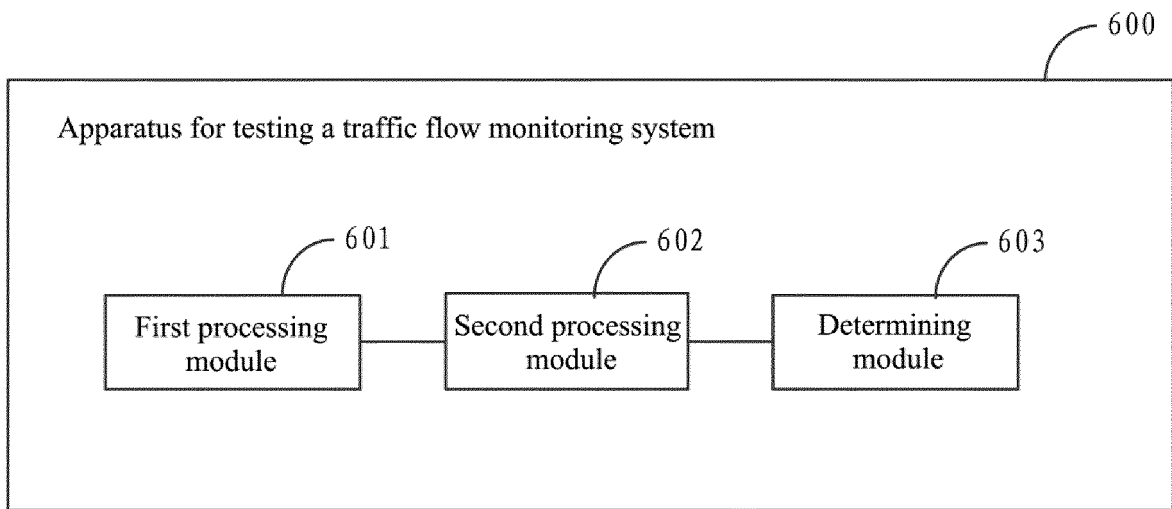 600
Apparatus for testing a traffic flow monitoring system
601
602
603
First processing
module
Second processing
module
Determining
module